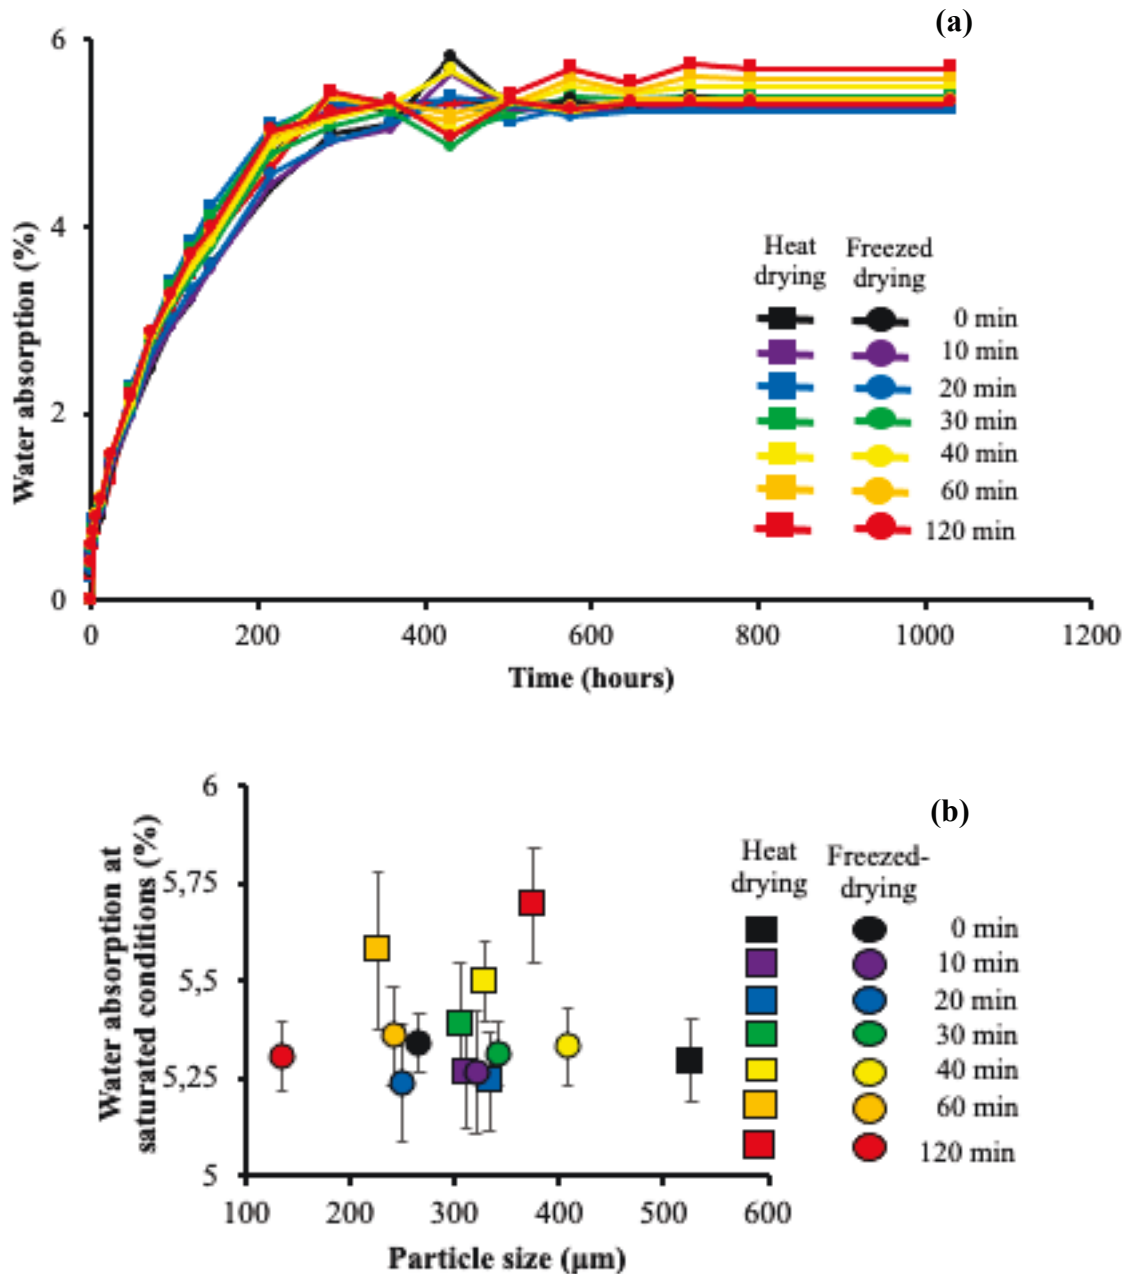 (a)
6
4
2
0
Water absorption (%)
0 200 400 600 800 1000 1200
Time (hours)
Heat Freezed
drying drying
0 min
10 min
20 min
30 min
40 min
60 min
120 min
(b)
6
5,75
5,5
5,25
5
Water absorption at
saturated conditions (%)
100 200 300 400 500 600
Particle size (μm)
Heat Freezed-
drying drying
0 min
10 min
20 min
30 min
40 min
60 min
120 min